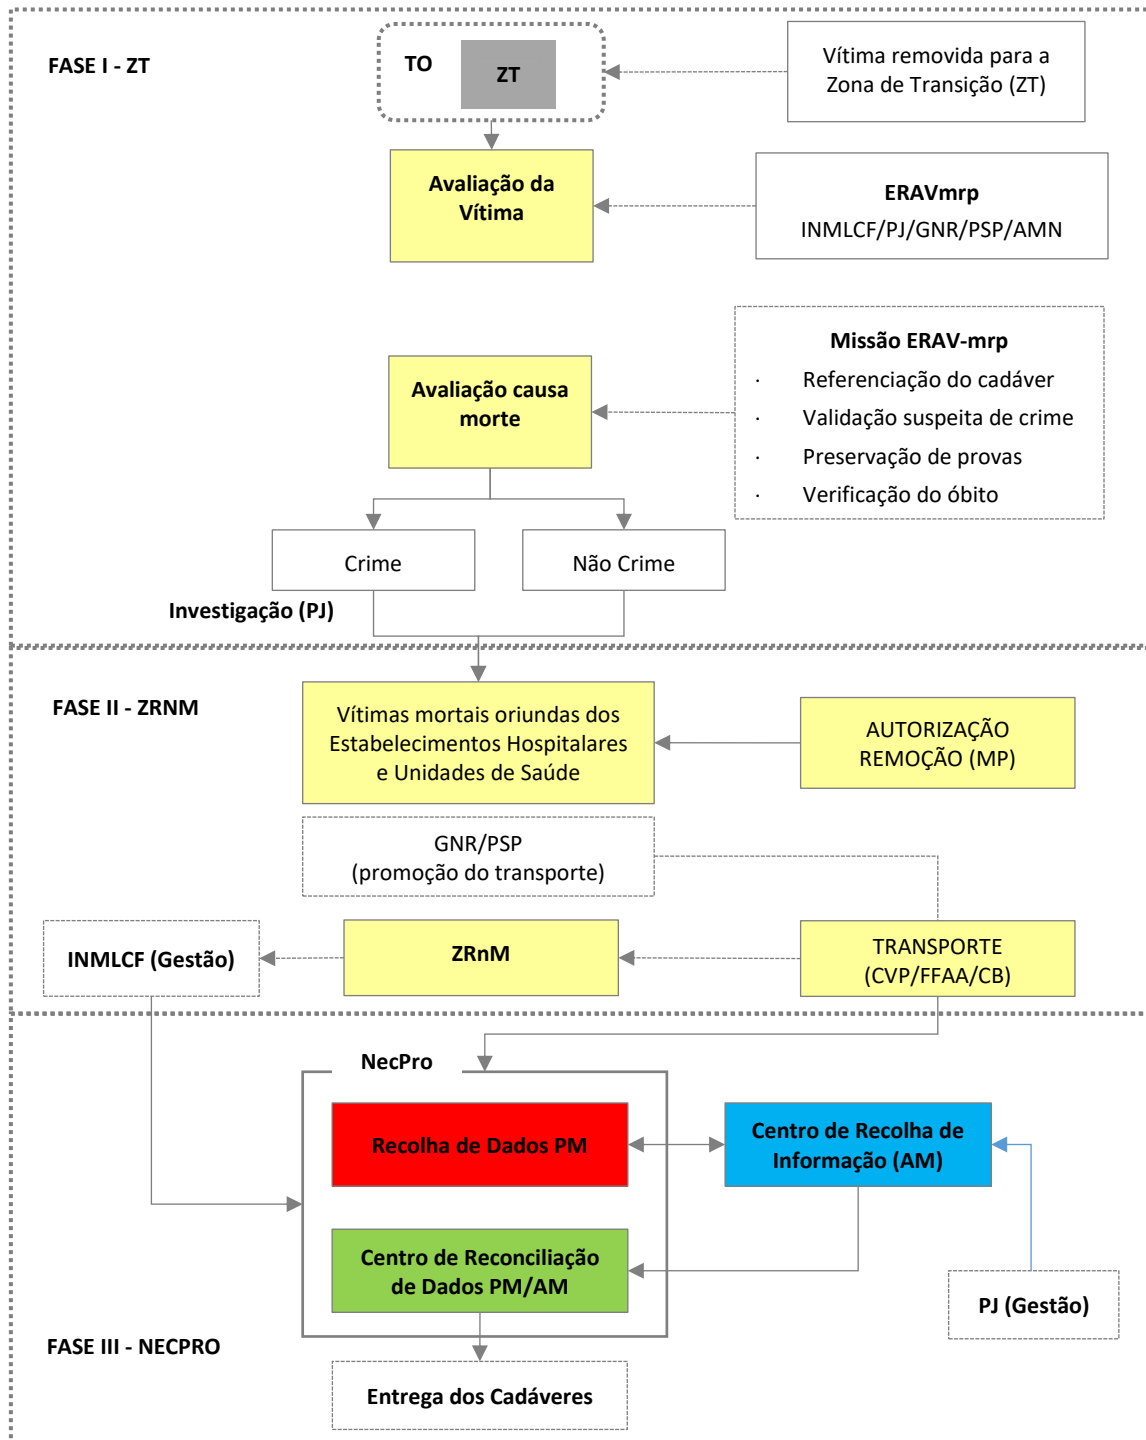 FASE I - ZT
TO
ZT
Vítima removida para a
Zona de Transição (ZT)
Avaliação da
Vítima
ERAVmrp
INMLCF/PJ/GNR/PSP/AMN
Avaliação causa
morte
Missão ERAV-mrp
· Referenciação do cadáver
· Validação suspeita de crime
· Preservação de provas
· Verificação do óbito
Crime
Não Crime
Investigação (PJ)
FASE II - ZRNM
Vítimas mortais oriundas dos
Estabelecimentos Hospitalares
e Unidades de Saúde
AUTORIZAÇÃO
REMOÇÃO (MP)
GNR/PSP
(promoção do transporte)
INMLCF (Gestão)
ZRnM
TRANSPORTE
(CVP/FFAA/CB)
NecPro
Recolha de Dados PM
Centro de Recolha de
Informação (AM)
Centro de Reconciliação
de Dados PM/AM
PJ (Gestão)
FASE III - NECPRO
Entrega dos Cadáveres